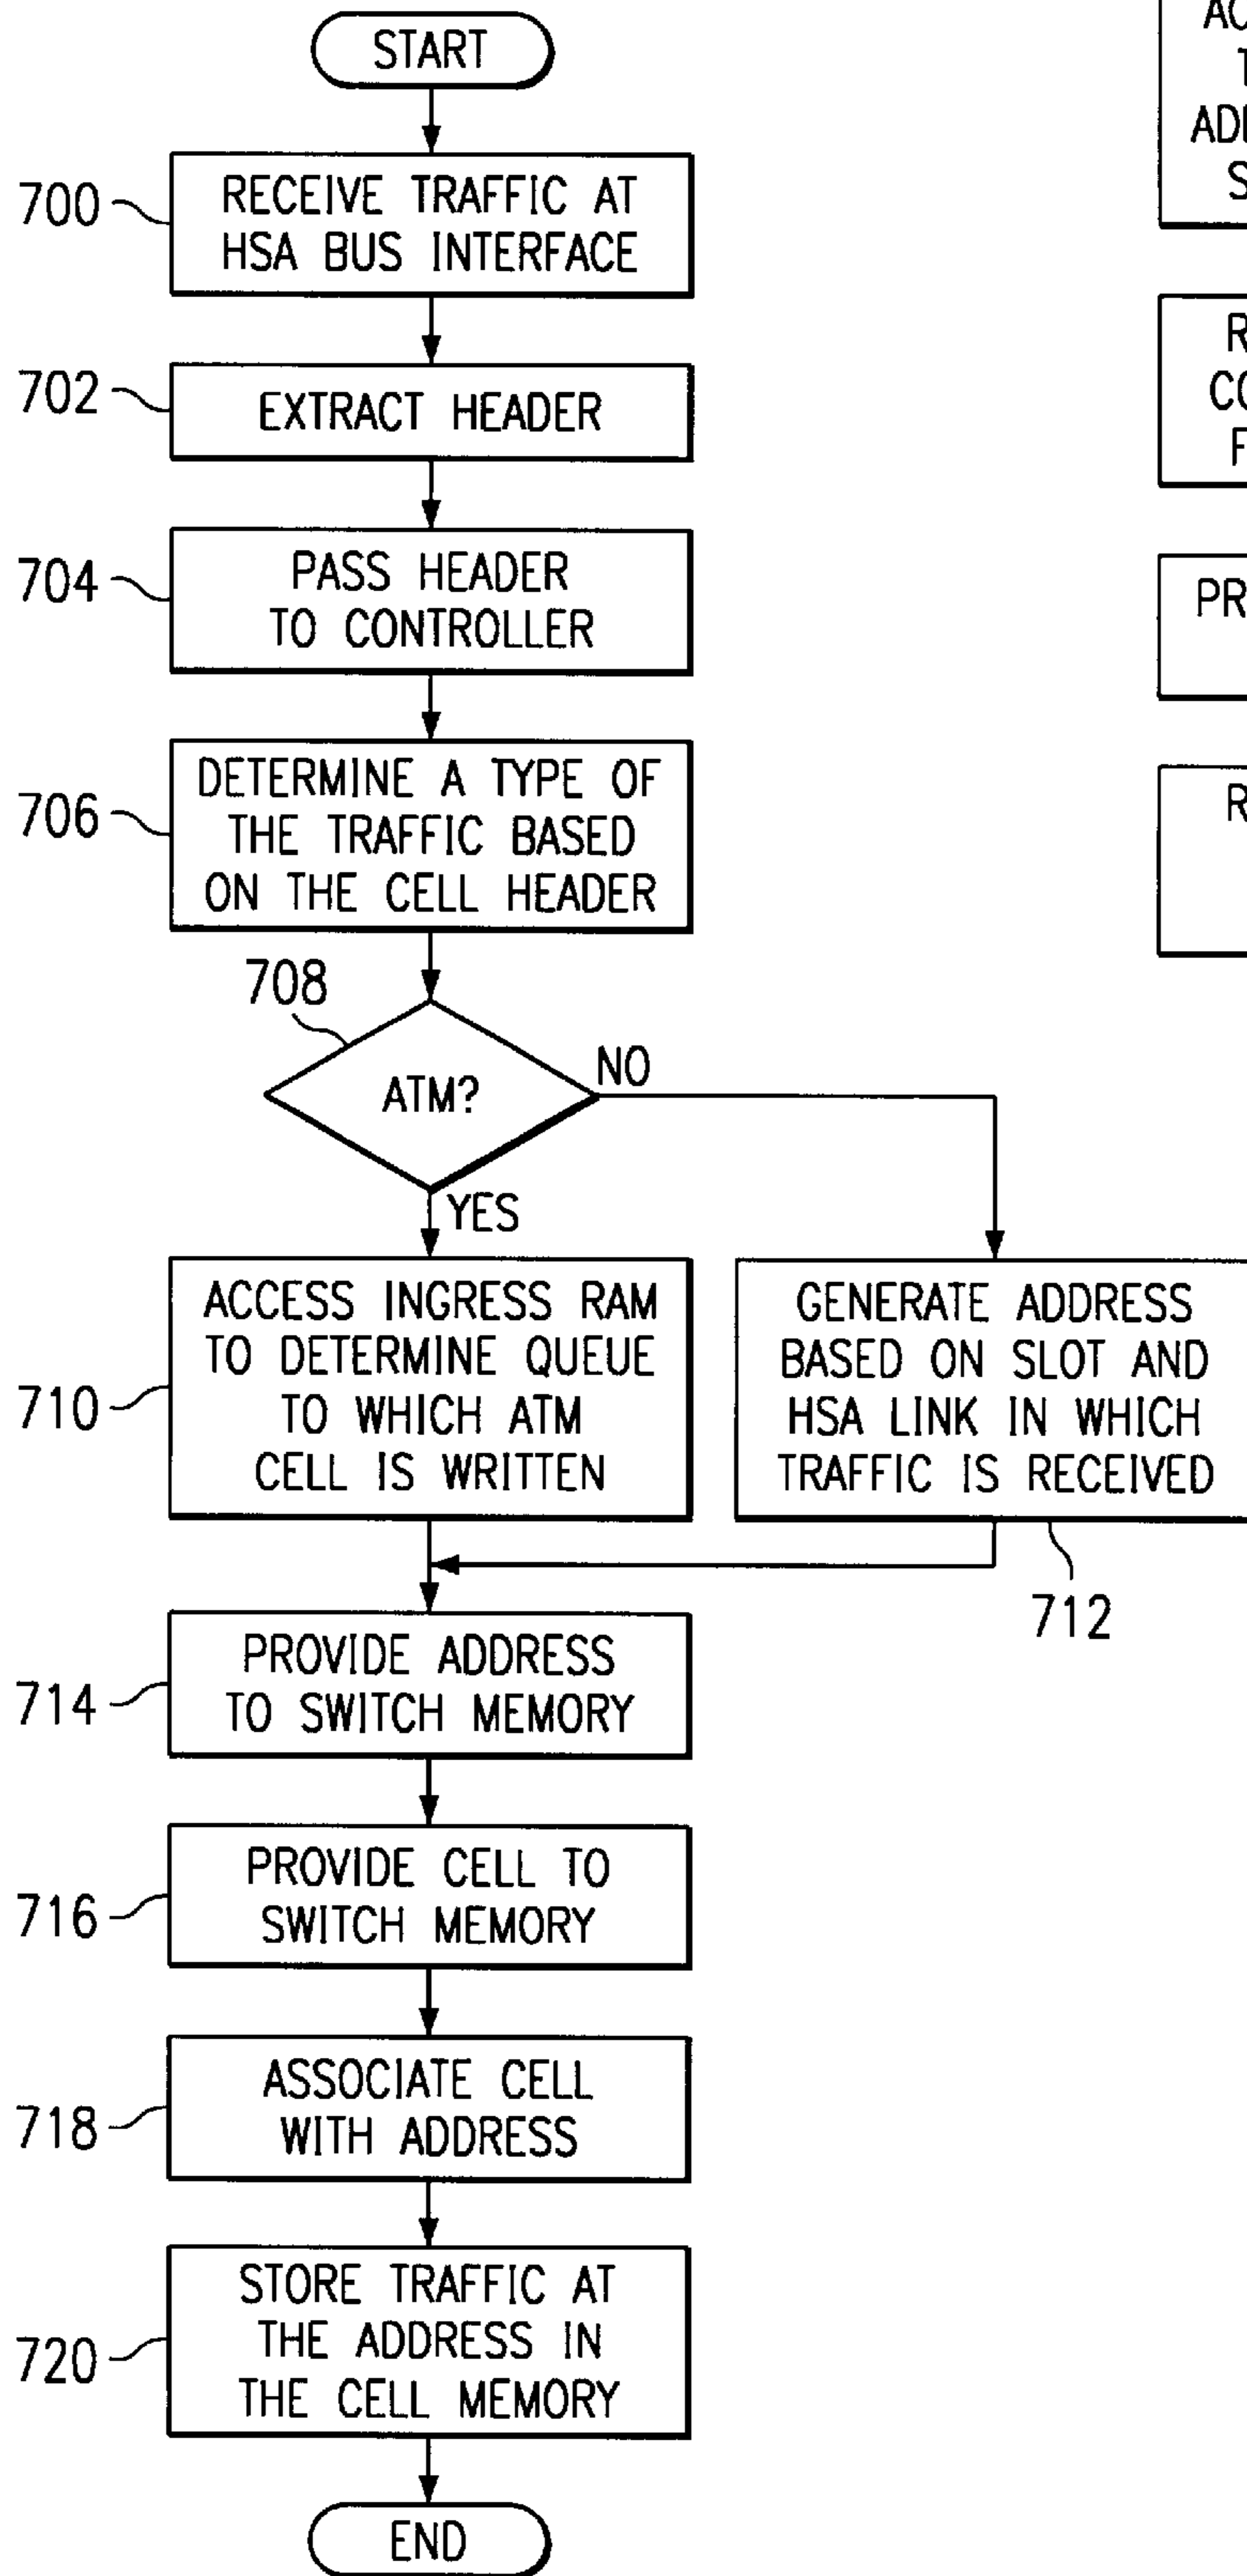 START
700
RECEIVE TRAFFIC AT
HSA BUS INTERFACE
702
EXTRACT HEADER
704
PASS HEADER
TO CONTROLLER
706
DETERMINE A TYPE OF
THE TRAFFIC BASED
ON THE CELL HEADER
708
ATM?
NO
YES
710
ACCESS INGRESS RAM
TO DETERMINE QUEUE
TO WHICH ATM
CELL IS WRITTEN
GENERATE ADDRESS
BASED ON SLOT AND
HSA LINK IN WHICH
TRAFFIC IS RECEIVED
712
714
PROVIDE ADDRESS
TO SWITCH MEMORY
716
PROVIDE CELL TO
SWITCH MEMORY
718
ASSOCIATE CELL
WITH ADDRESS
720
STORE TRAFFIC AT
THE ADDRESS IN
THE CELL MEMORY
END